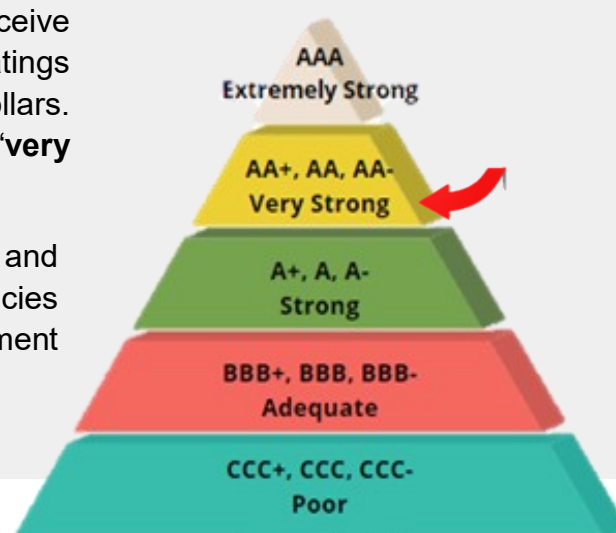 ceive
tings
llars.
"very
and
cies
ment
AAA
Extremely Strong
AA+, AA, AA-
Very Strong
A+, A, A-
Strong
BBB+, BBB, BBB-
Adequate
CCC+, CCC, CCC-
Poor